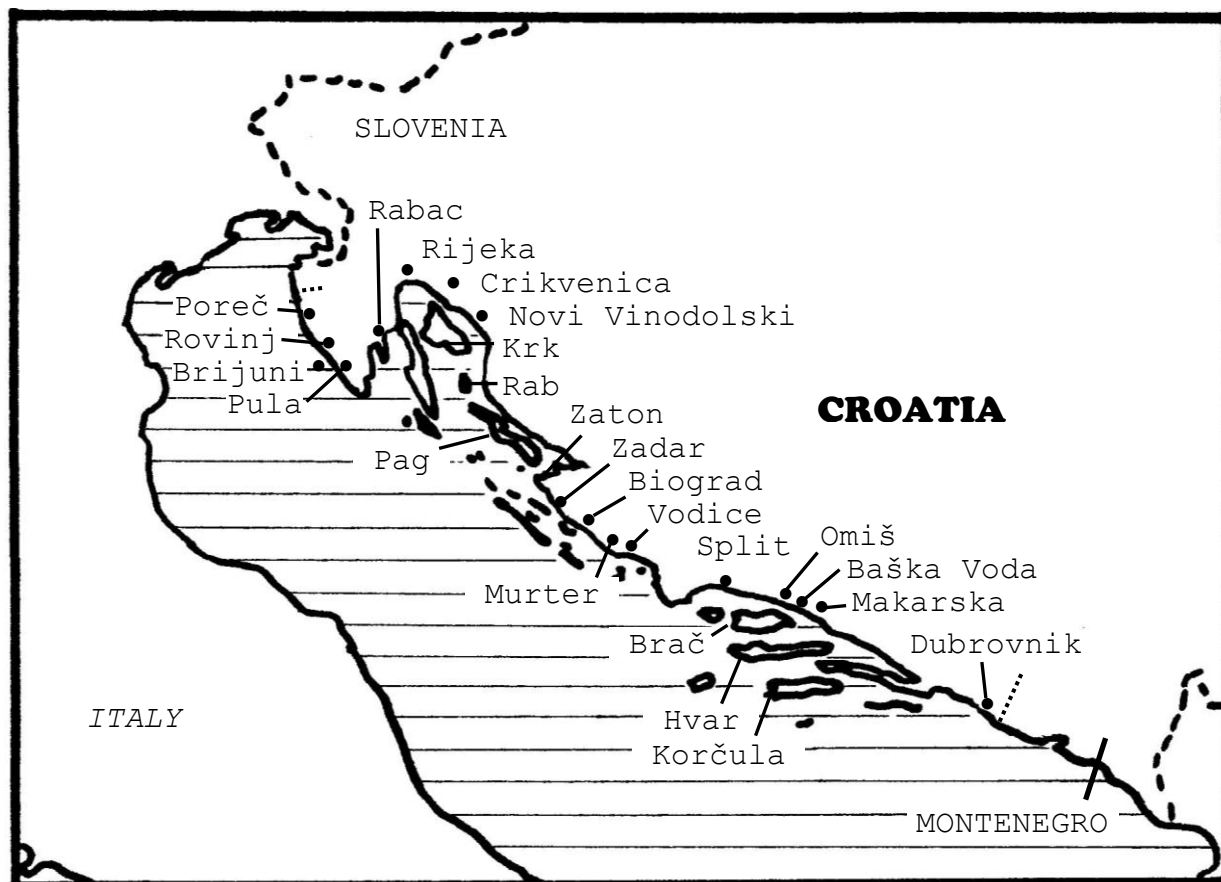 SLOVENIA
Rabac
Rijeka
Crikvenica
Poreč
Novi Vinodolski
Rovinj
Krk
Brijuni
Rab
Pula
CROATIA
Zaton
Pag
Zadar
Biograd
Vodice
Split
Omiš
Baška Voda
Murter
Makarska
Brač
Dubrovnik
ITALY
Hvar
Korčula
MONTENEGRO